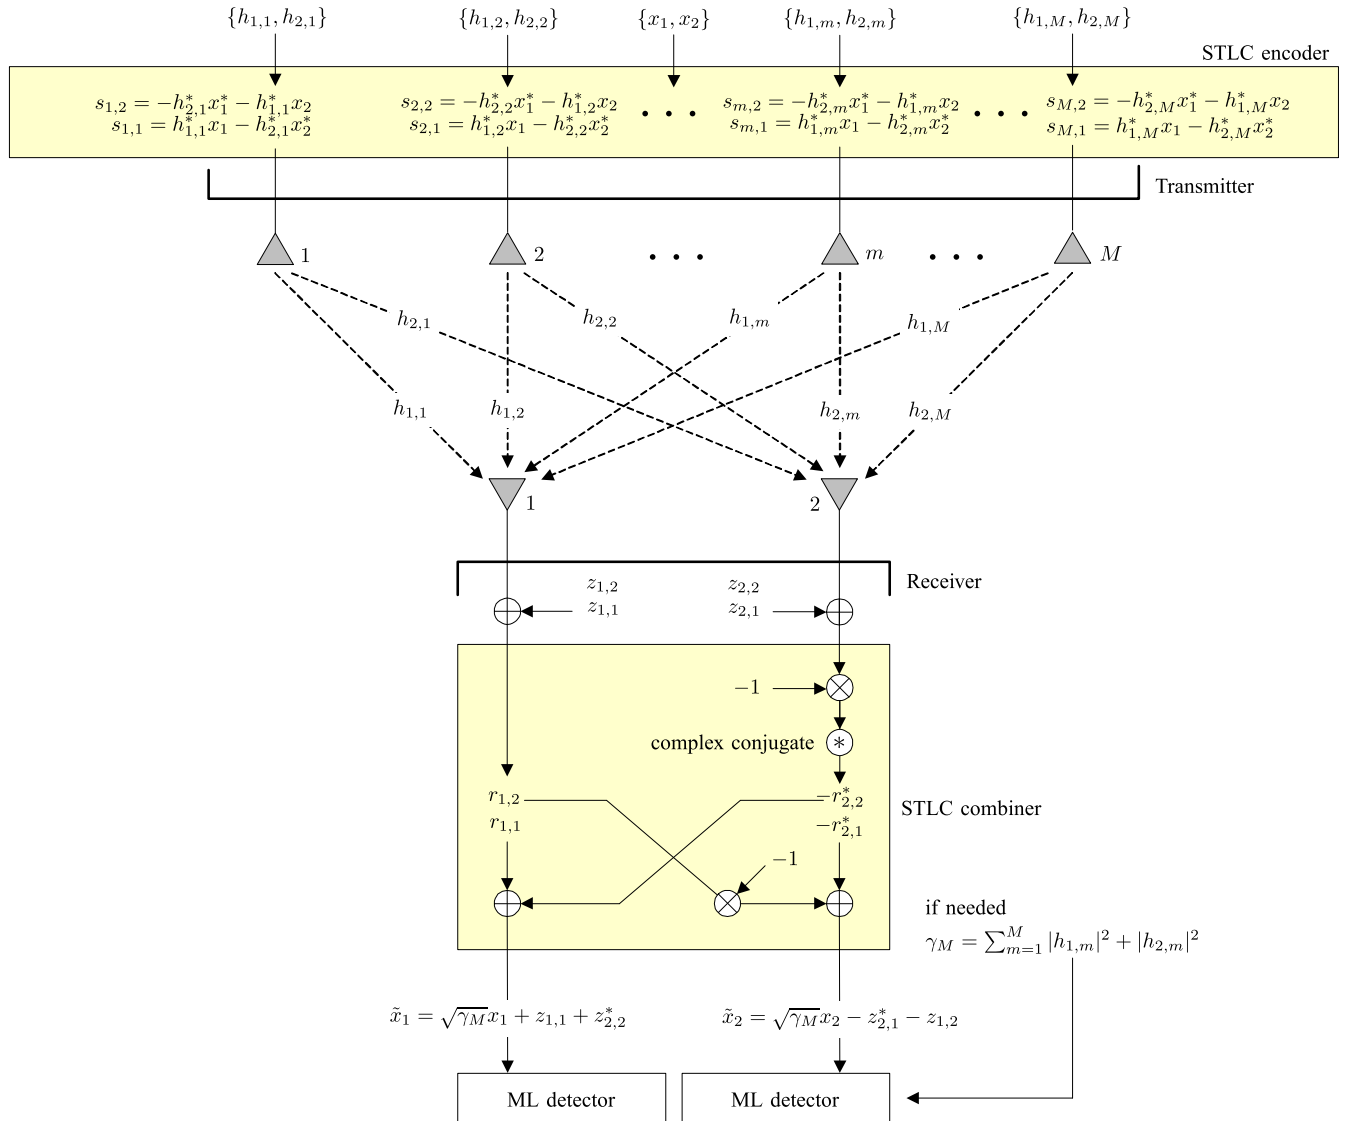 {h_{1,1}, h_{2,1}} {h_{1,2}, h_{2,2}} {x_1, x_2} {h_{1,m}, h_{2,m}} {h_{1,M}, h_{2,M}}
STLC encoder
s_{1,2} = −h^*_{2,1}x^*_1 − h^*_{1,1}x_2
s_{1,1} = h^*_{1,1}x_1 − h^*_{2,1}x^*_2
s_{2,2} = −h^*_{2,2}x^*_1 − h^*_{1,2}x_2
s_{2,1} = h^*_{1,2}x_1 − h^*_{2,2}x^*_2
• • •
s_{m,2} = −h^*_{2,m}x^*_1 − h^*_{1,m}x_2
s_{m,1} = h^*_{1,m}x_1 − h^*_{2,m}x^*_2
• • •
s_{M,2} = −h^*_{2,M}x^*_1 − h^*_{1,M}x_2
s_{M,1} = h^*_{1,M}x_1 − h^*_{2,M}x^*_2
Transmitter
1 2 • • • m • • • M
h_{2,1} h_{2,2} h_{1,m} h_{1,M}
h_{1,1} h_{1,2} h_{2,m} h_{2,M}
1 2
Receiver
z_{1,2} z_{2,2}
z_{1,1} z_{2,1}
−1
complex conjugate
*
r_{1,2} −r^*_{2,2}
STLC combiner
r_{1,1} −r^*_{2,1}
−1
if needed
γ_M = ∑^M_{m=1} |h_{1,m}|^2 + |h_{2,m}|^2
x̃_1 = √γ_M x_1 + z_{1,1} + z^*_{2,2}
x̃_2 = √γ_M x_2 − z^*_{2,1} − z_{1,2}
ML detector ML detector